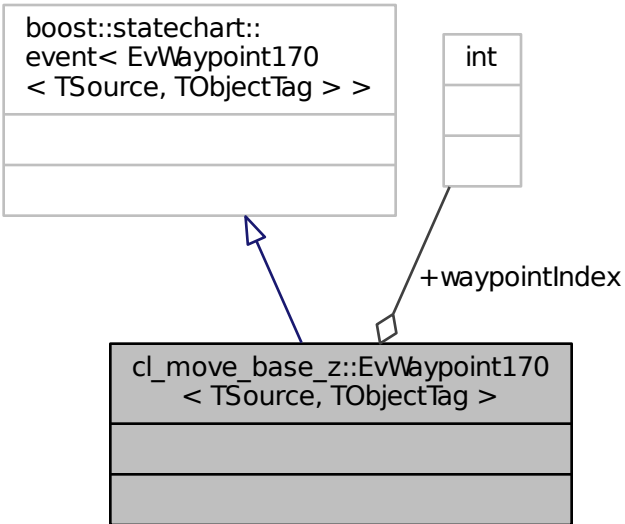 boost::statechart::
event< EvWaypoint170
< TSource, TObjectTag > >
int
+waypointIndex
cl_move_base_z::EvWaypoint170
< TSource, TObjectTag >